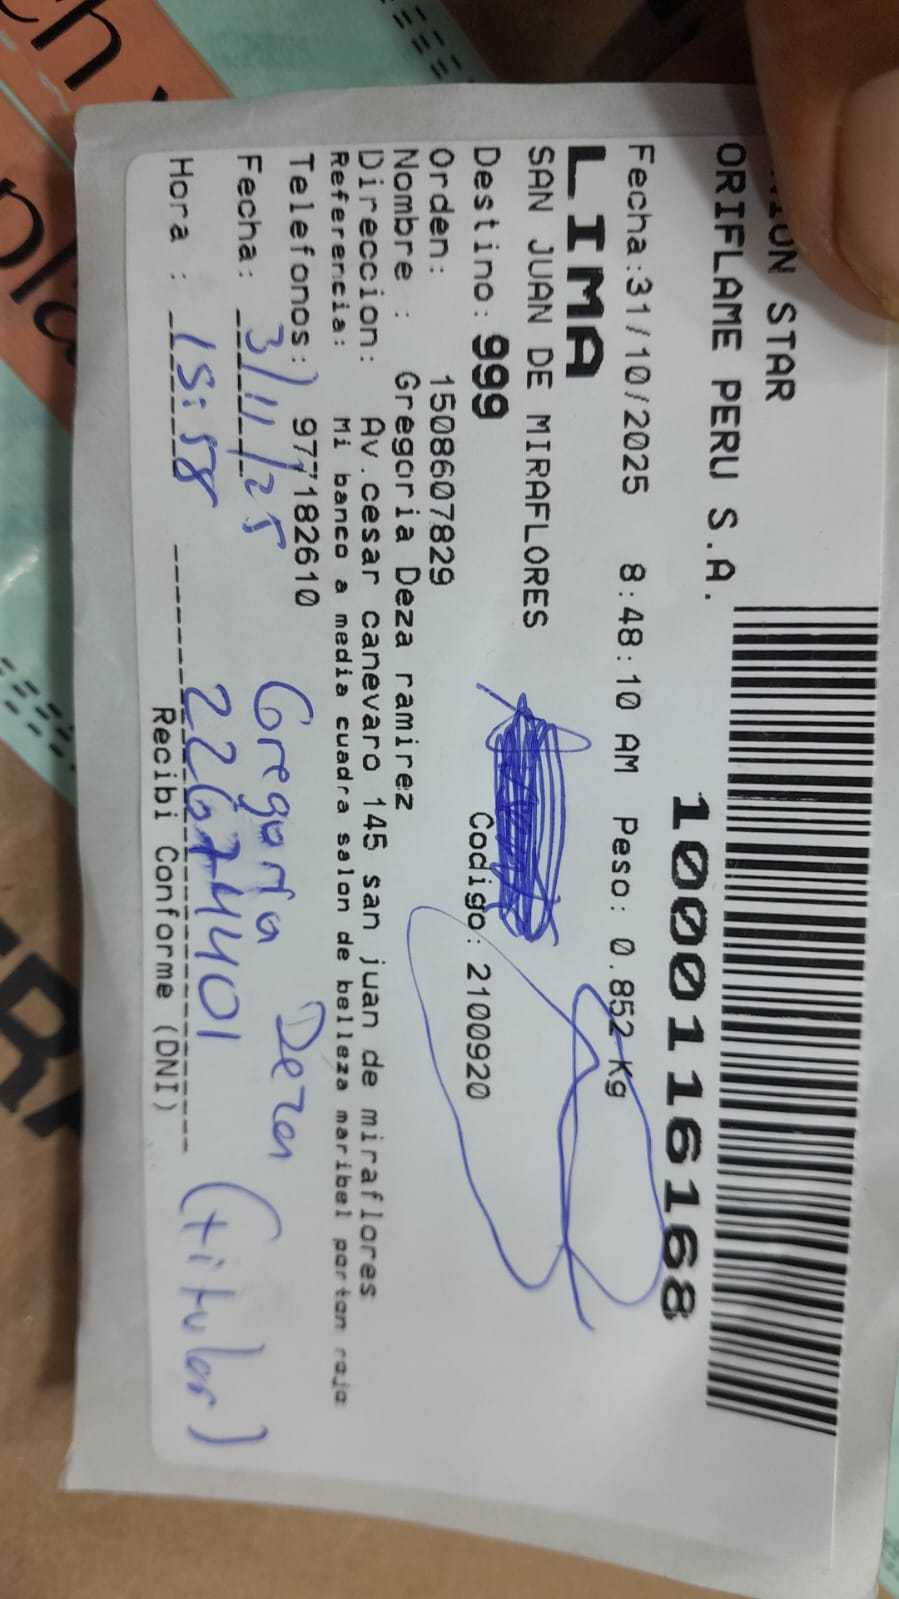 STAR
ORIFLAME PERU S.A.
1000116168
Fecha:31/10/2025 8:48:10 AM Peso: 0.852 Kg
LIMA
SAN JUAN DE MIRAFLORES
Destino: 999 Codigo: 2100920
Orden: 1508607829
Nombre : Gregoria Deza ramirez
Direccion: Av.cesar canevaro 145 san juan de miraflores
Referencia: Mi banco a media cuadra salon de belleza maribel porton rojo
Telefonos: 977182610
Fecha: 3/11/25 Gregoria Deza (titular)
Hora : 15:58 22674401
Recibi Conforme (DNI)